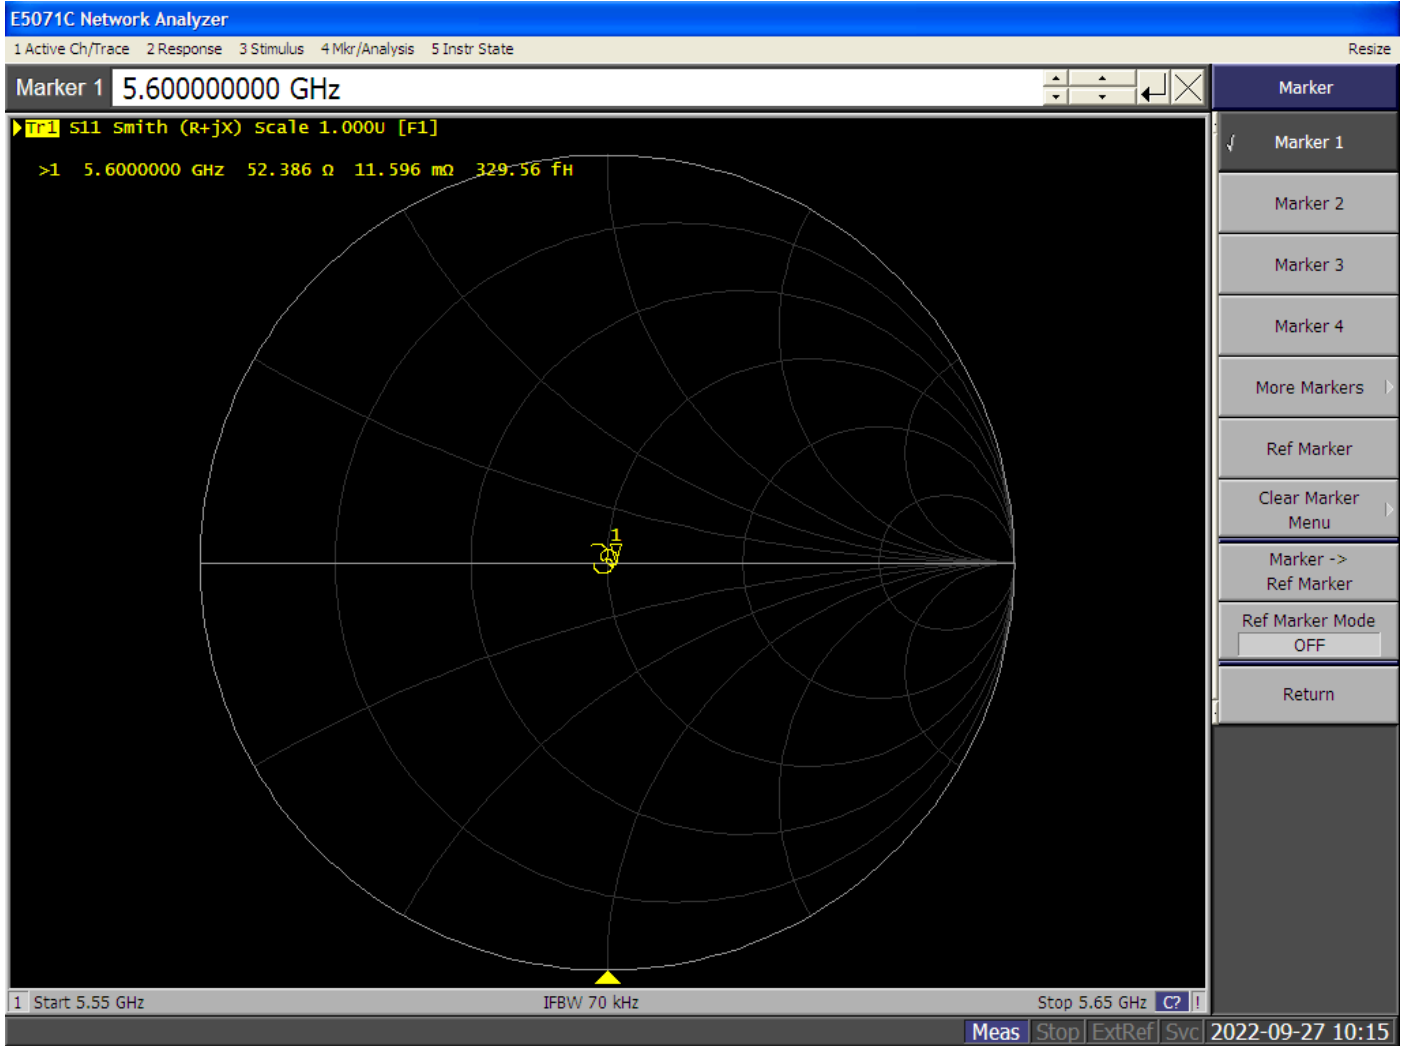 E5071C Network Analyzer
1 Active Ch/Trace 2 Response 3 Stimulus 4 Mkr/Analysis 5 Instr State Resize
Marker 1 5.600000000 GHz
Tr1 S11 Smith (R+jX) Scale 1.000U [F1]
>1 5.6000000 GHz 52.386 Ω 11.596 mΩ 329.56 fH
1
1 Start 5.55 GHz IFBW 70 kHz Stop 5.65 GHz C? !
Marker
√ Marker 1
Marker 2
Marker 3
Marker 4
More Markers
Ref Marker
Clear Marker
Menu
Marker ->
Ref Marker
Ref Marker Mode
OFF
Return
Meas Stop ExtRef Svc 2022-09-27 10:15